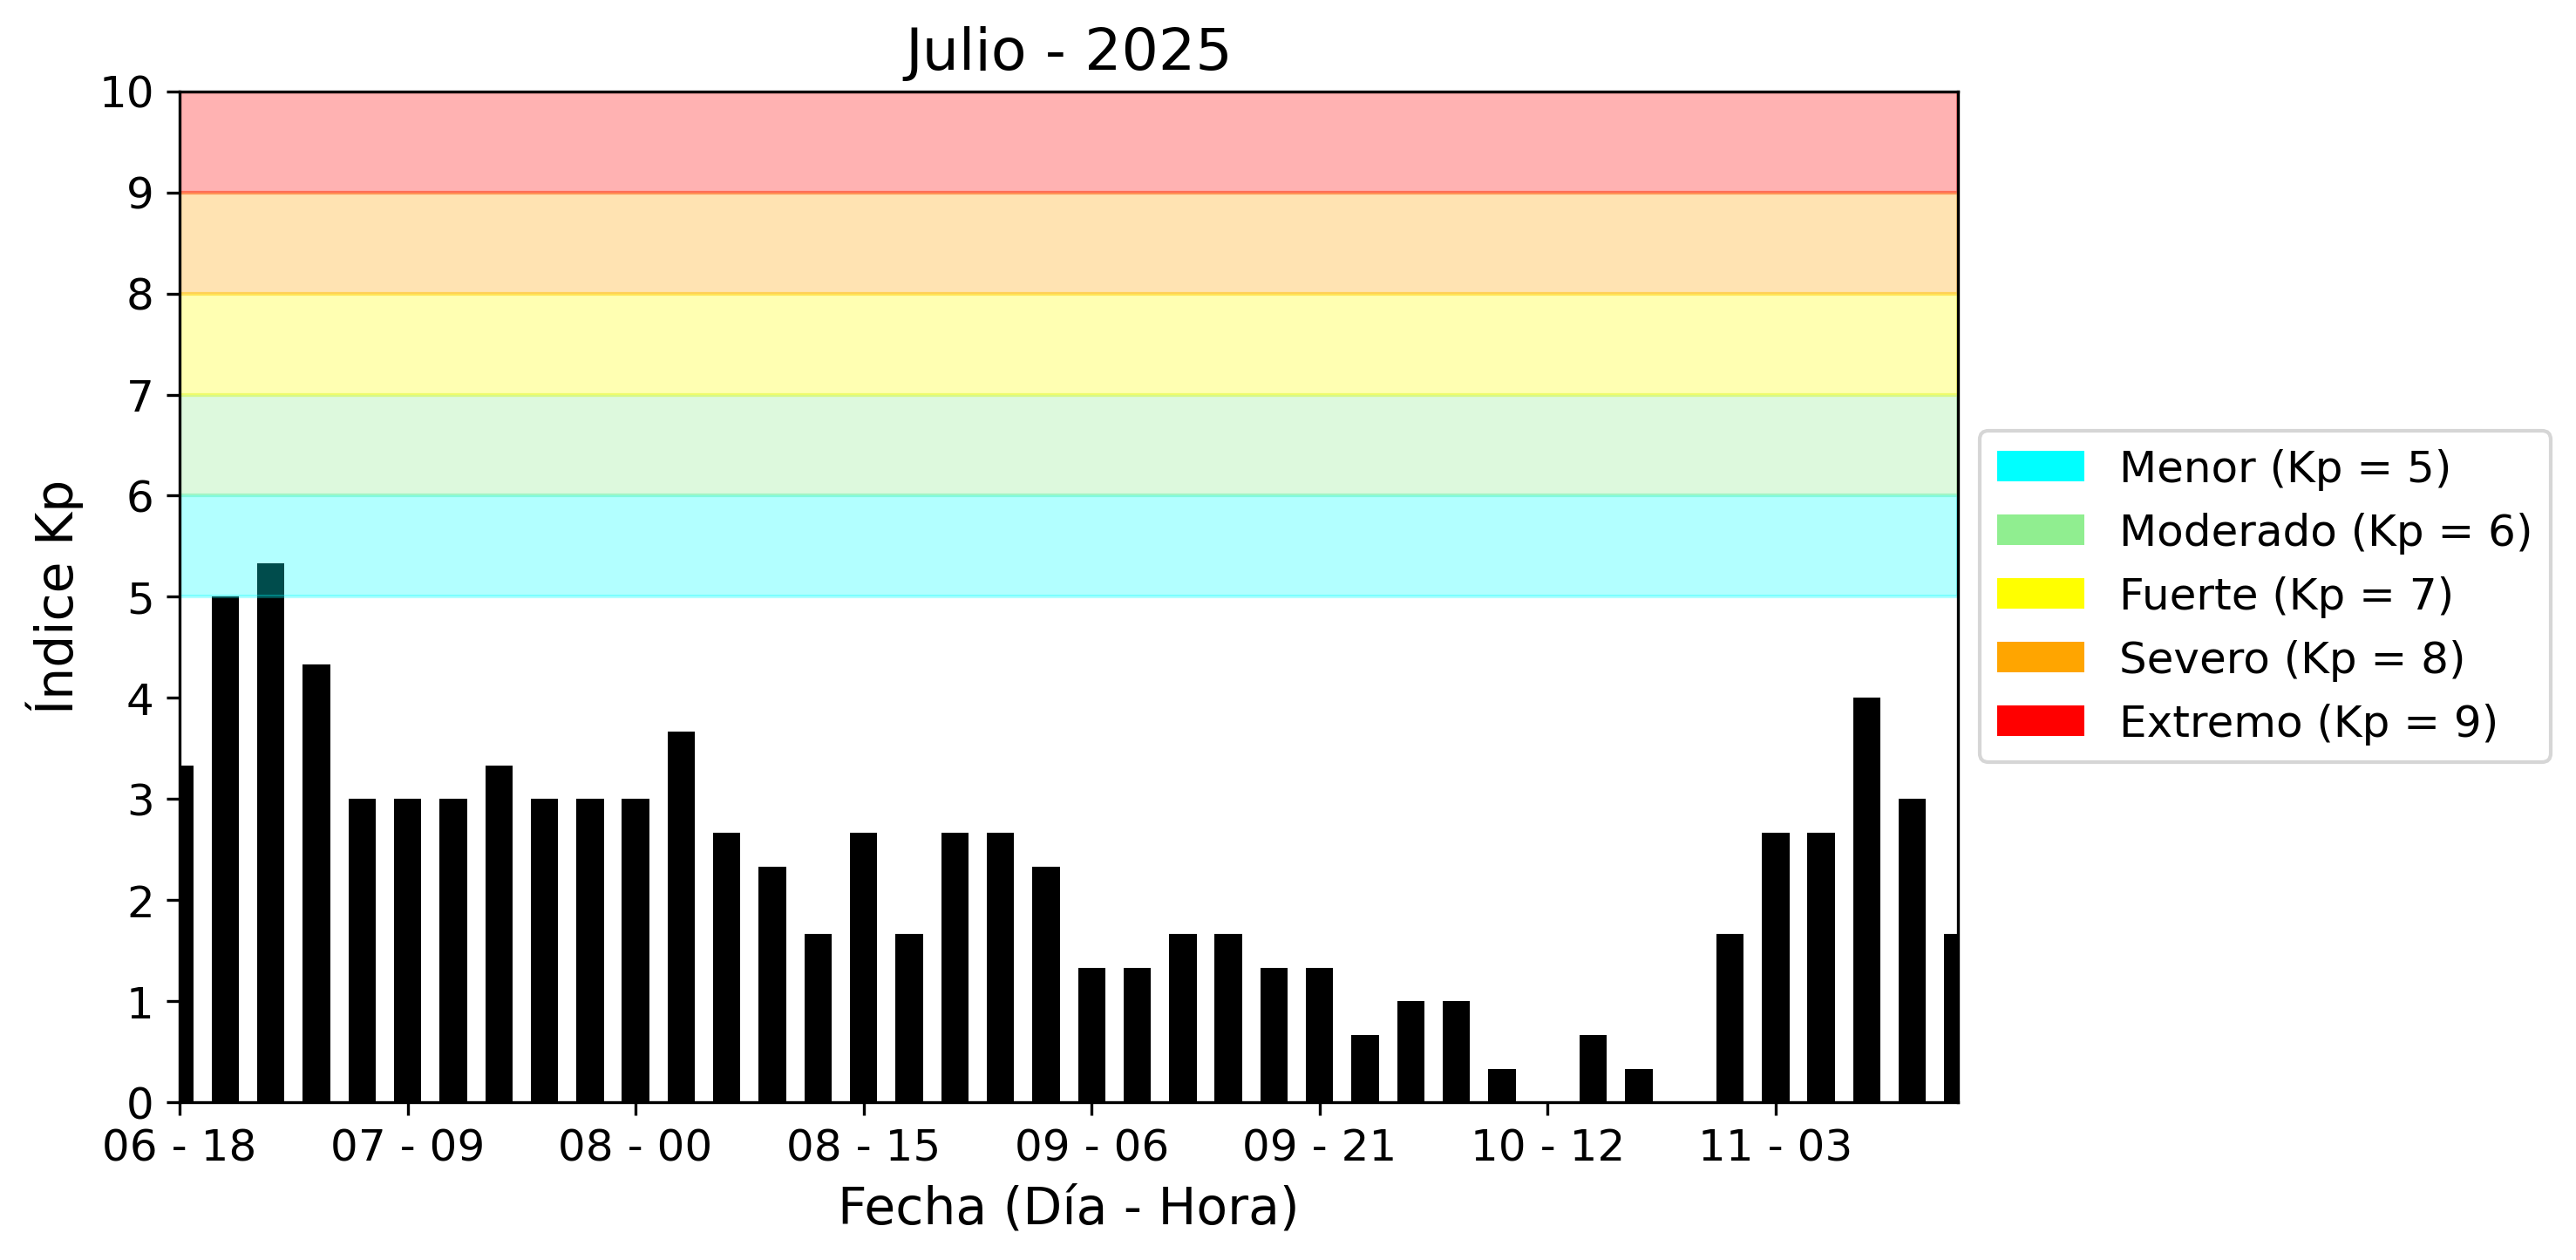 Julio - 2025
10
9
8
7
6
5
4
3
2
1
0
Índice Kp
06 - 18
07 - 09
08 - 00
08 - 15
09 - 06
09 - 21
10 - 12
11 - 03
Fecha (Día - Hora)
Menor (Kp = 5)
Moderado (Kp = 6)
Fuerte (Kp = 7)
Severo (Kp = 8)
Extremo (Kp = 9)